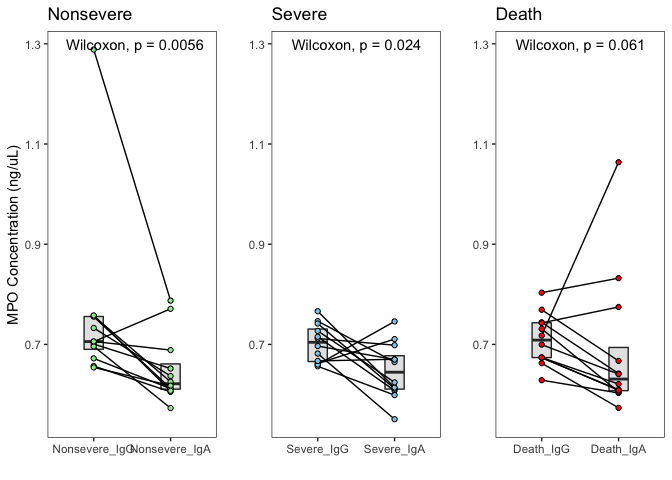 Nonsevere
Severe
Death
Wilcoxon, p = 0.0056
Wilcoxon, p = 0.024
Wilcoxon, p = 0.061
MPO Concentration (ng/uL)
1.3
1.1
0.9
0.7
1.3
1.1
0.9
0.7
1.3
1.1
0.9
0.7
Nonsevere_IgG
Nonsevere_IgA
Severe_IgG
Severe_IgA
Death_IgG
Death_IgA